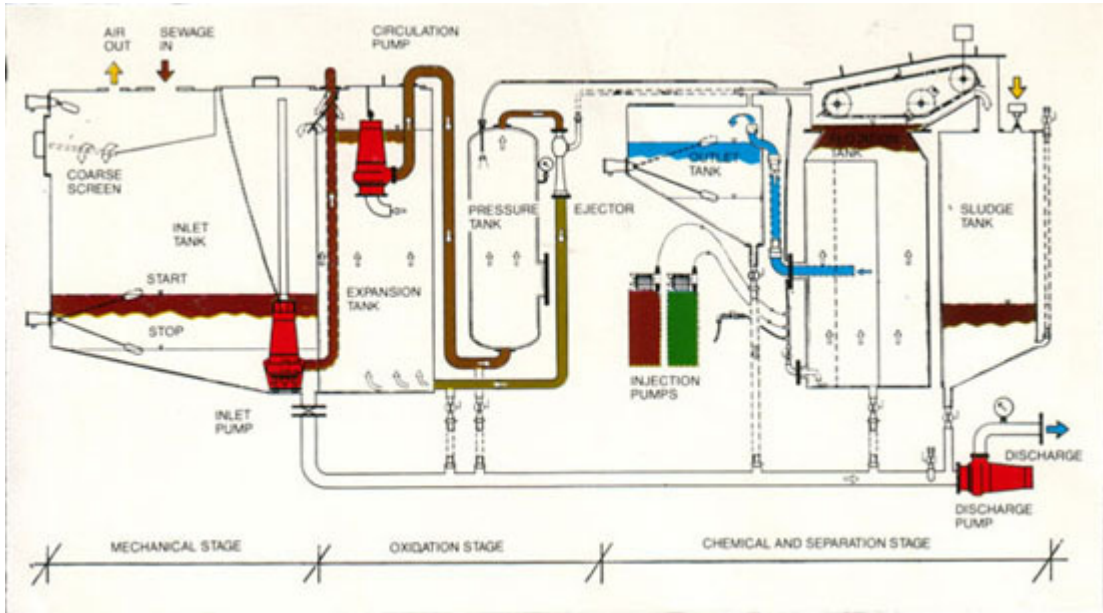 AIR
OUT
SEWAGE
IN
CIRCULATION
PUMP
COARSE
SCREEN
INLET
TANK
START
STOP
INLET
PUMP
EXPANSION
TANK
PRESSURE
TANK
EJECTOR
OUTLET
TANK
INJECTION
PUMPS
TANK
SLUDGE
TANK
DISCHARGE
DISCHARGE
PUMP
MECHANICAL STAGE
OXIDATION STAGE
CHEMICAL AND SEPARATION STAGE